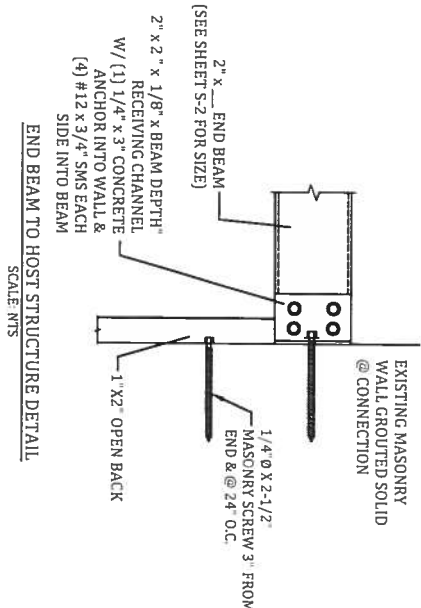 EXISTING MASONRY
WALL GROUTED SOLID
@ CONNECTION
1/4"Ø X 2-1/2"
MASONRY SCREW 3" FROM
END & @ 24" O.C.
1"X2" OPEN BACK
2" x __ END BEAM
(SEE SHEET S-2 FOR SIZE)
2" x 2" x 1/8" x BEAM DEPTH"
RECEIVING CHANNEL
W/ (1) 1/4" x 3" CONCRETE
ANCHOR INTO WALL &
(4) #12 x 3/4" SMS EACH
SIDE INTO BEAM
END BEAM TO HOST STRUCTURE DETAIL
SCALE: NTS